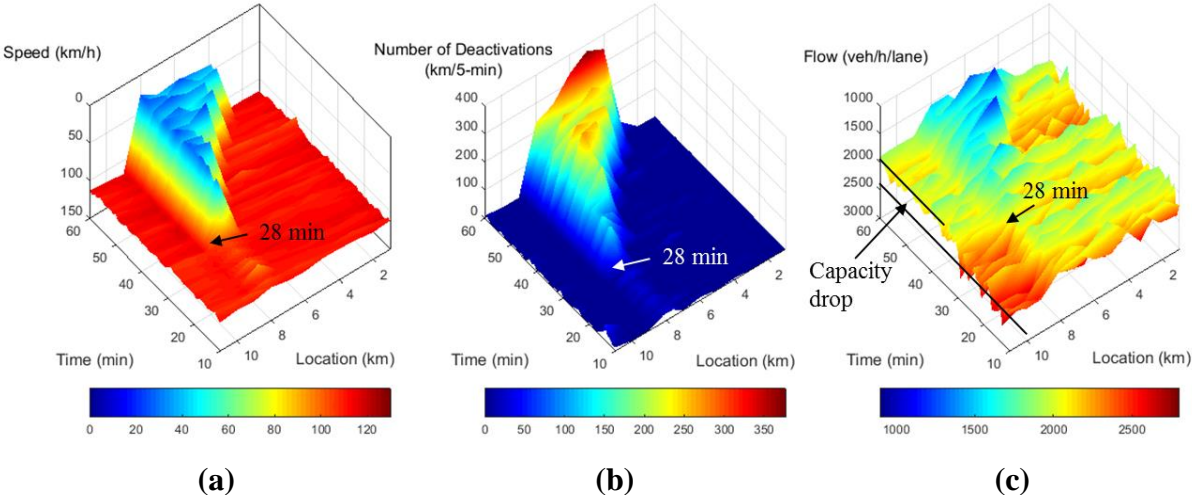 Speed (km/h)
0
50
100
150
60
50
40
30
20
10
10
8
6
4
2
28 min
Time (min)
Location (km)
0 20 40 60 80 100 120
(a)
Number of Deactivations
(km/5-min)
400
300
200
100
0
60
50
40
30
20
10
10
8
6
4
2
28 min
Time (min)
Location (km)
0 50 100 150 200 250 300 350
(b)
Flow (veh/h/lane)
1000
1500
2000
2500
3000
60
50
40
30
20
10
10
8
6
4
2
28 min
Capacity
drop
Time (min)
Location (km)
1000 1500 2000 2500
(c)